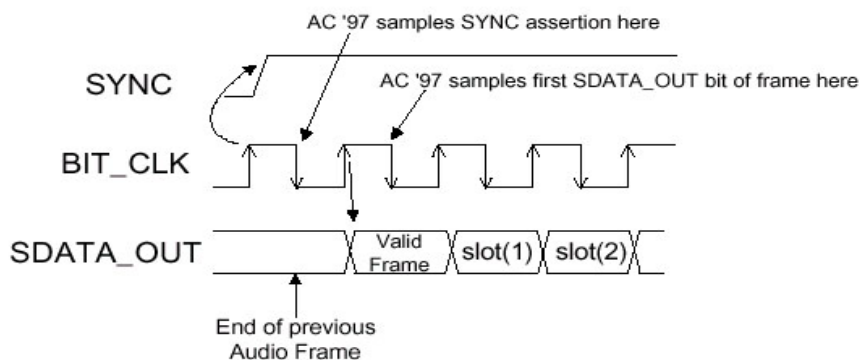 AC '97 samples SYNC assertion here
SYNC
AC '97 samples first SDATA_OUT bit of frame here
BIT_CLK
SDATA_OUT
Valid
Frame
slot(1)
slot(2)
End of previous
Audio Frame